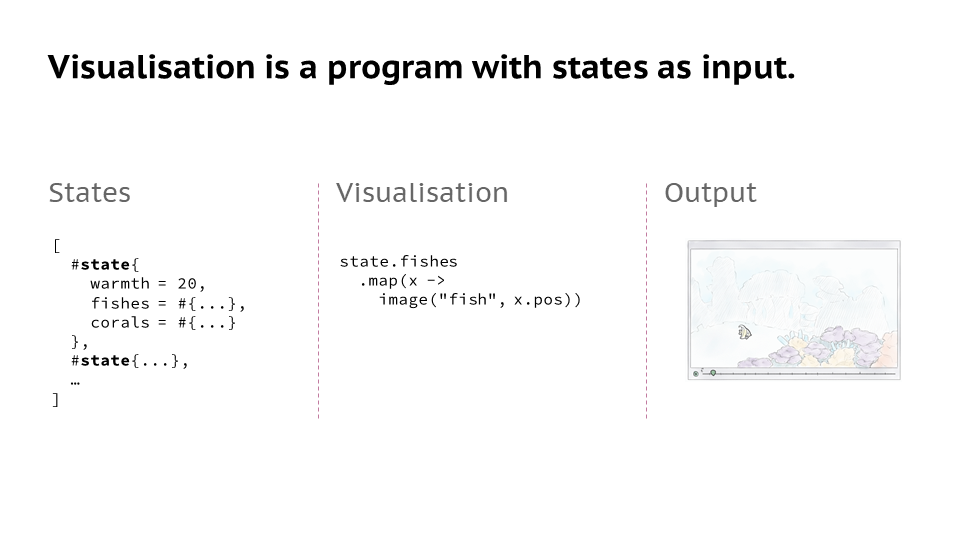 Visualisation is a program with states as input.
States
[
  #state{
    warmth = 20,
    fishes = #{...},
    corals = #{...}
  },
  #state{...},
  …
]
Visualisation
state.fishes
  .map(x ->
    image("fish", x.pos))
Output